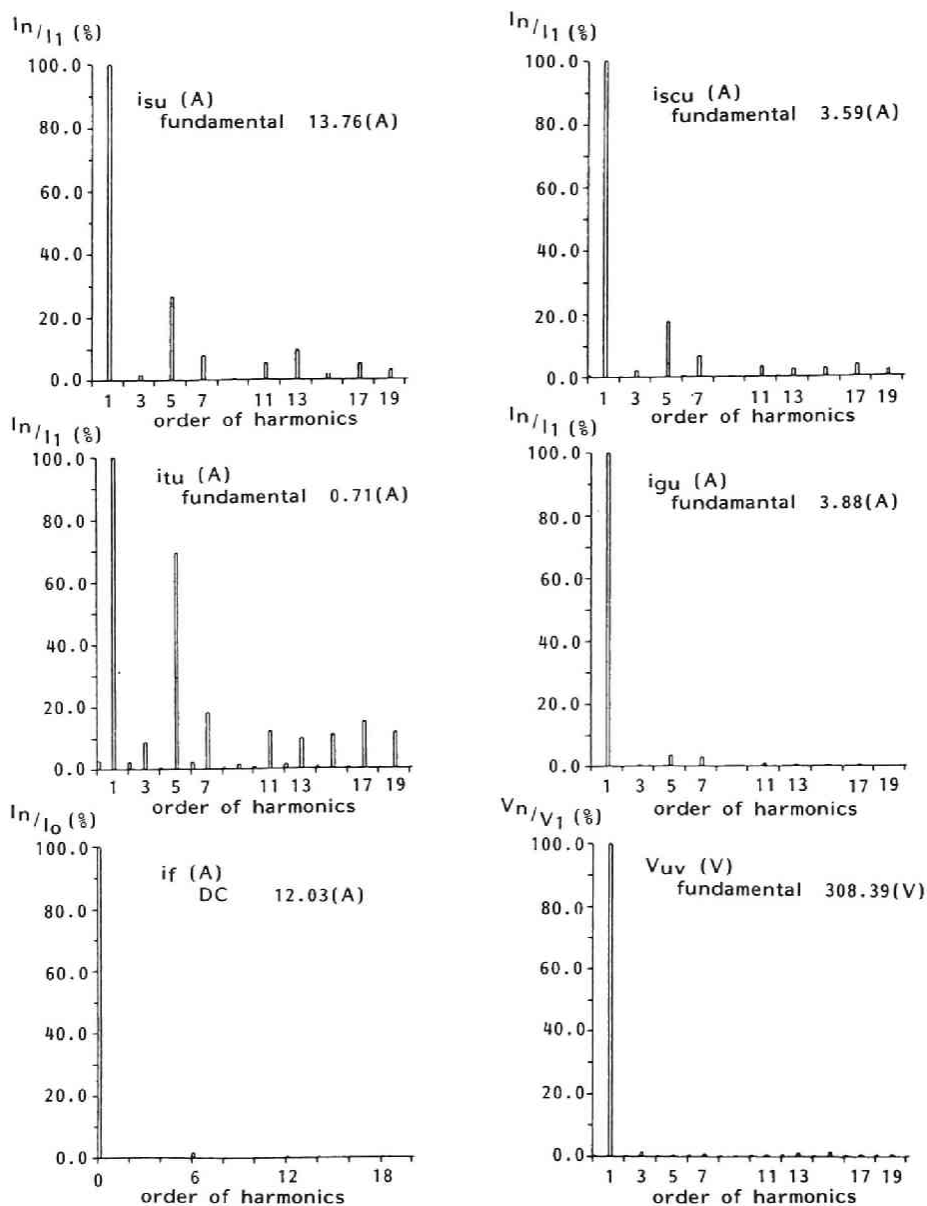 In/I1 (%)
100.0
80.0
60.0
40.0
20.0
0.0
isu (A)
fundamental 13.76(A)
1 3 5 7 11 13 17 19
order of harmonics
In/I1 (%)
100.0
80.0
60.0
40.0
20.0
0.0
iscu (A)
fundamental 3.59(A)
1 3 5 7 11 13 17 19
order of harmonics
In/I1 (%)
100.0
80.0
60.0
40.0
20.0
0.0
itu (A)
fundamental 0.71(A)
1 3 5 7 11 13 17 19
order of harmonics
In/I1 (%)
100.0
80.0
60.0
40.0
20.0
0.0
igu (A)
fundamantal 3.88(A)
1 3 5 7 11 13 17 19
order of harmonics
In/Io (%)
100.0
80.0
60.0
40.0
20.0
0.0
if (A)
DC 12.03(A)
0 6 12 18
order of harmonics
Vn/V1 (%)
100.0
80.0
60.0
40.0
20.0
0.0
Vuv (V)
fundamental 308.39(V)
1 3 5 7 11 13 17 19
order of harmonics